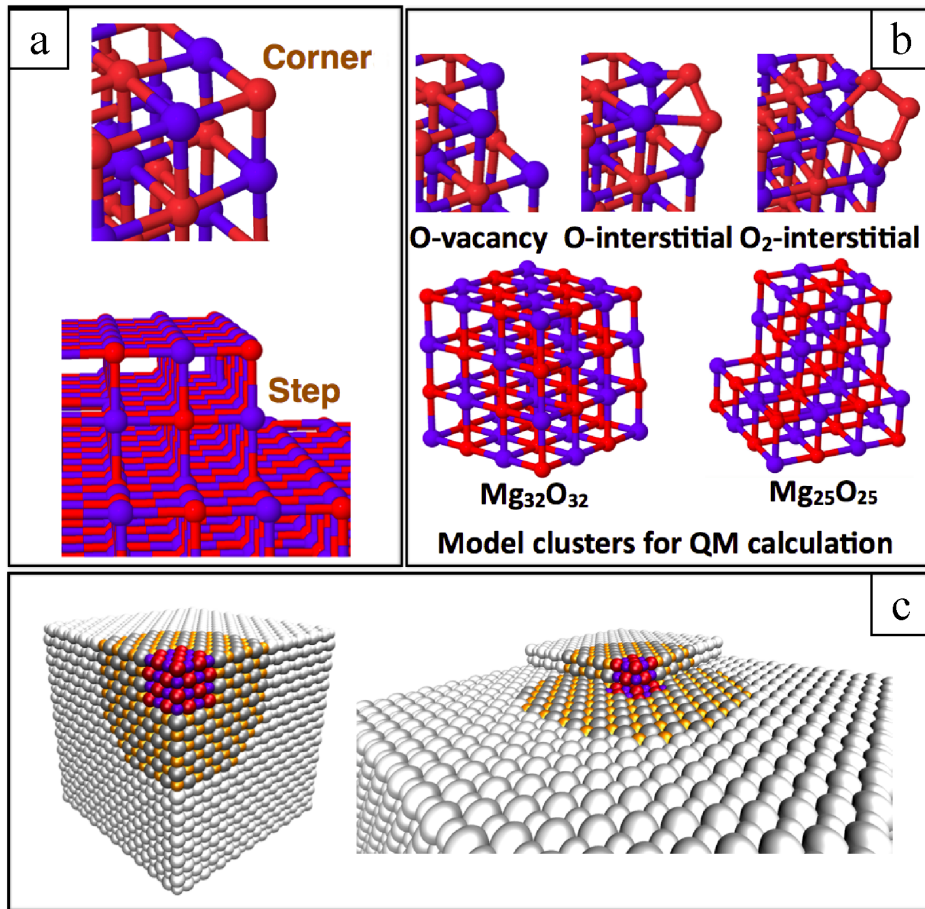 a
Corner
Step
b
O-vacancy O-interstitial O₂-interstitial
Mg₃₂O₃₂ Mg₂₅O₂₅
Model clusters for QM calculation
c